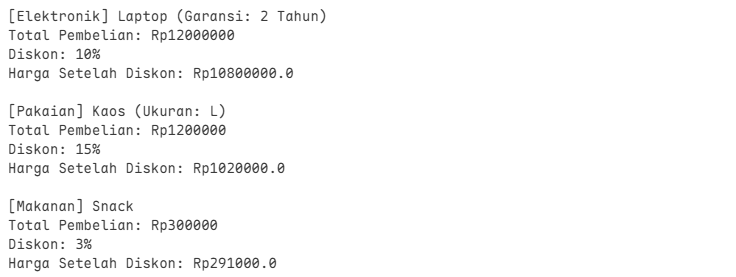 [Elektronik] Laptop (Garansi: 2 Tahun)
Total Pembelian: Rp12000000
Diskon: 10%
Harga Setelah Diskon: Rp10800000.0
[Pakaian] Kaos (Ukuran: L)
Total Pembelian: Rp1200000
Diskon: 15%
Harga Setelah Diskon: Rp1020000.0
[Makanan] Snack
Total Pembelian: Rp300000
Diskon: 3%
Harga Setelah Diskon: Rp291000.0